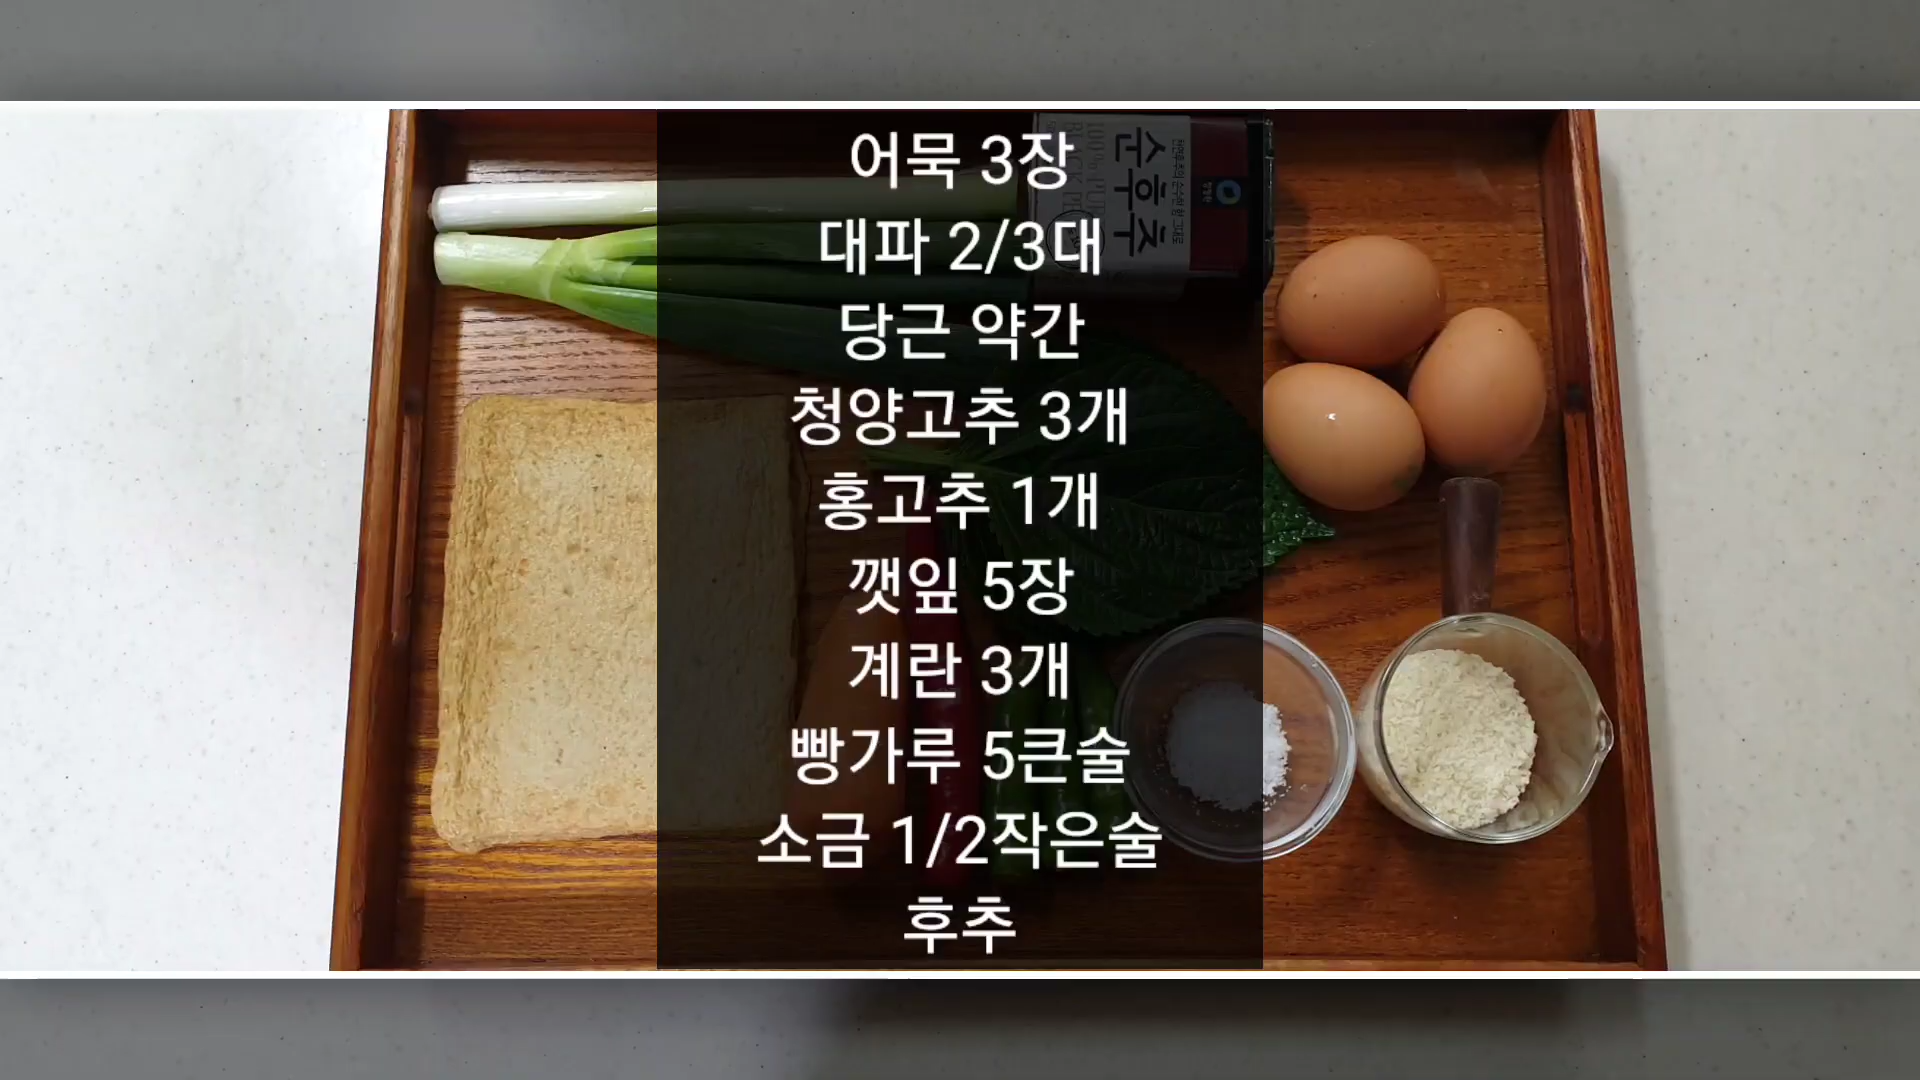 어묵 3장
대파 2/3대
당근 약간
청양고추 3개
홍고추 1개
깻잎 5장
계란 3개
빵가루 5큰술
소금 1/2작은술
후추
순후추
100% PURE